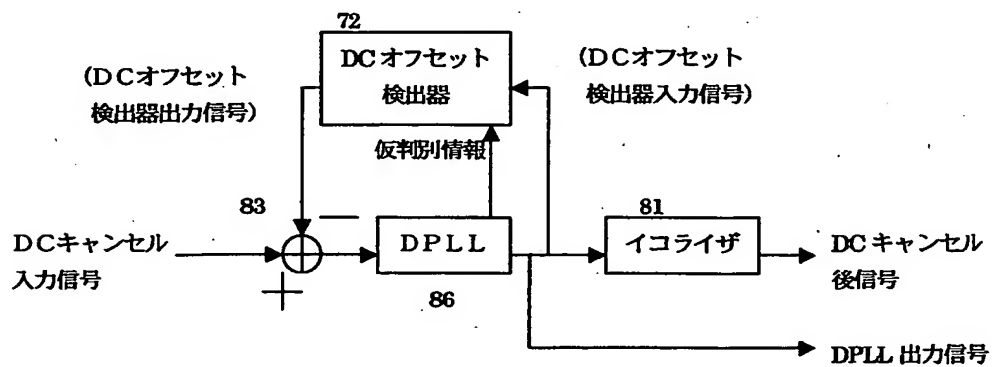 72
DCオフセット
検出器
(DCオフセット
検出器出力信号)
(DCオフセット
検出器入力信号)
仮判別情報
83
－
81
DCキャンセル
入力信号
＋
DPLL
イコライザ
DCキャンセル
後信号
86
DPLL出力信号